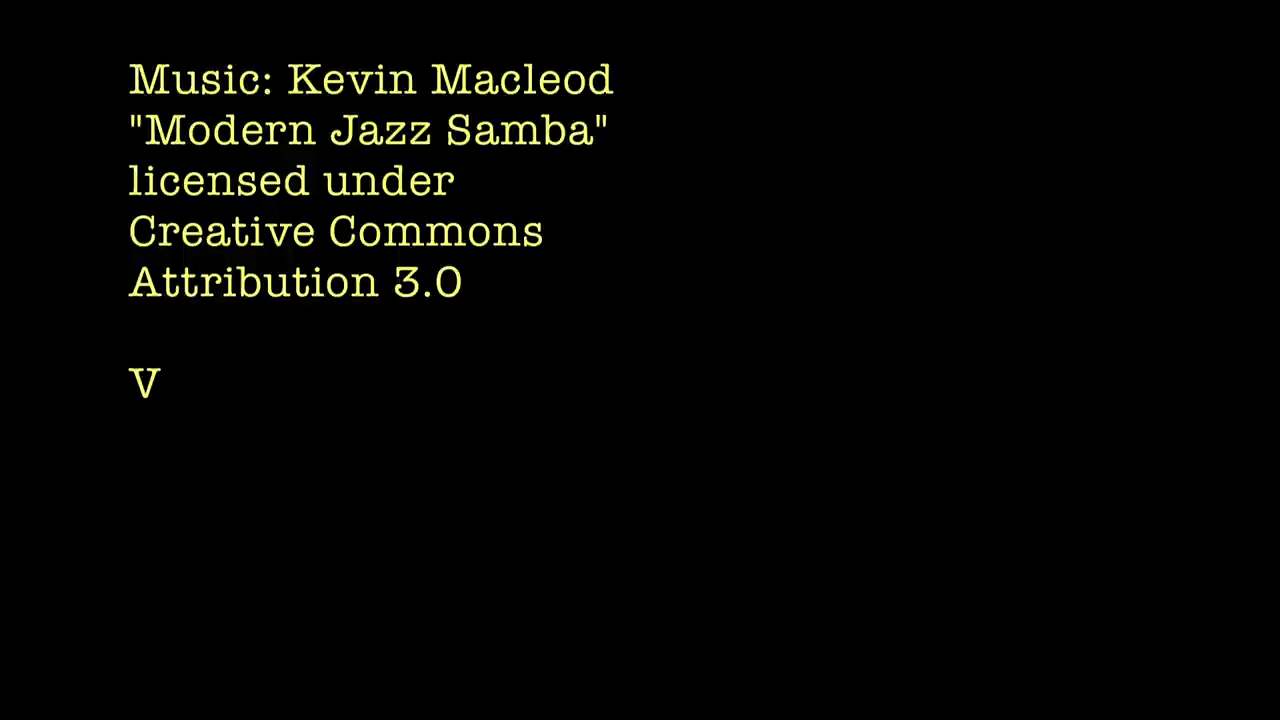 Music: Kevin Macleod
"Modern Jazz Samba"
licensed under
Creative Commons
Attribution 3.0
V